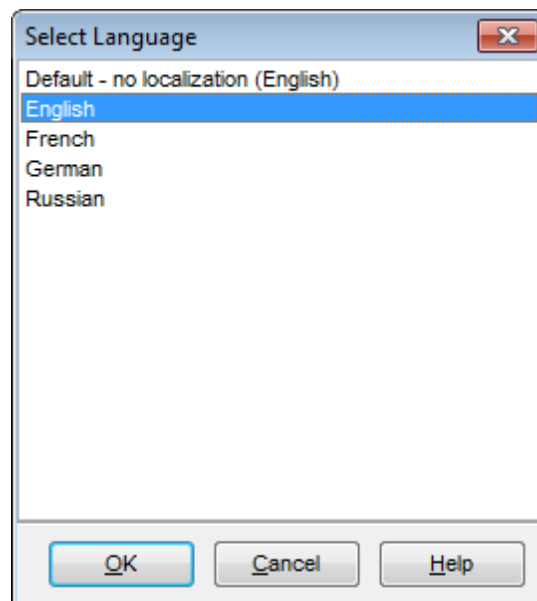 Select Language
Default - no localization (English)
English
French
German
Russian
OK Cancel Help